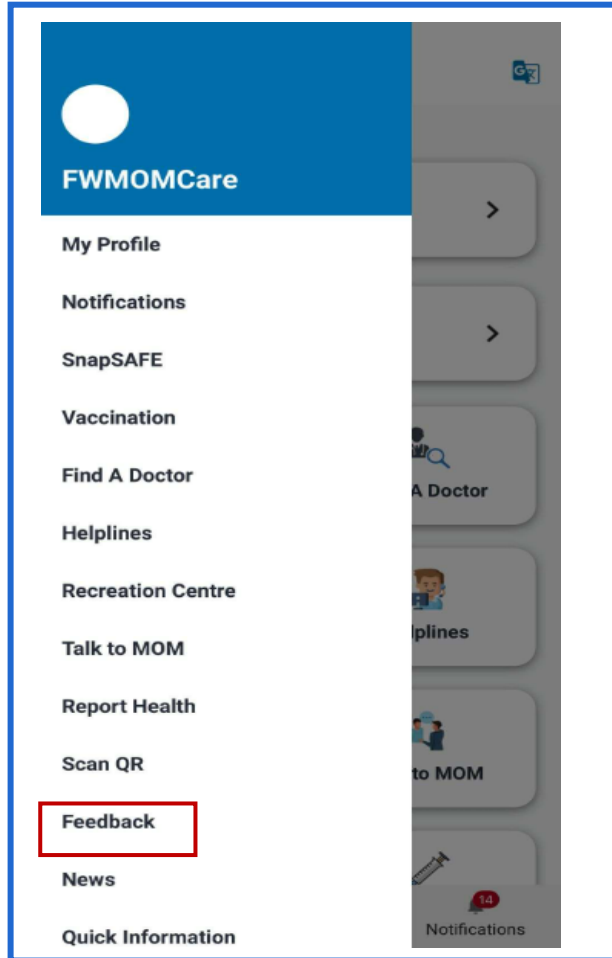 FWMOMCare
My Profile
Notifications
SnapSAFE
Vaccination
Find A Doctor
A Doctor
Helplines
Recreation Centre
lplines
Talk to MOM
Report Health
Scan QR
to MOM
Feedback
News
14
Notifications
Quick Information